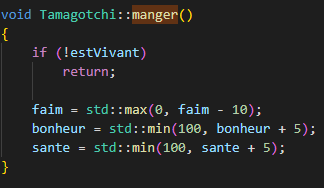 void Tamagotchi::manger()
{
    if (!estVivant)
        return;

    faim = std::max(0, faim - 10);
    bonheur = std::min(100, bonheur + 5);
    sante = std::min(100, sante + 5);
}